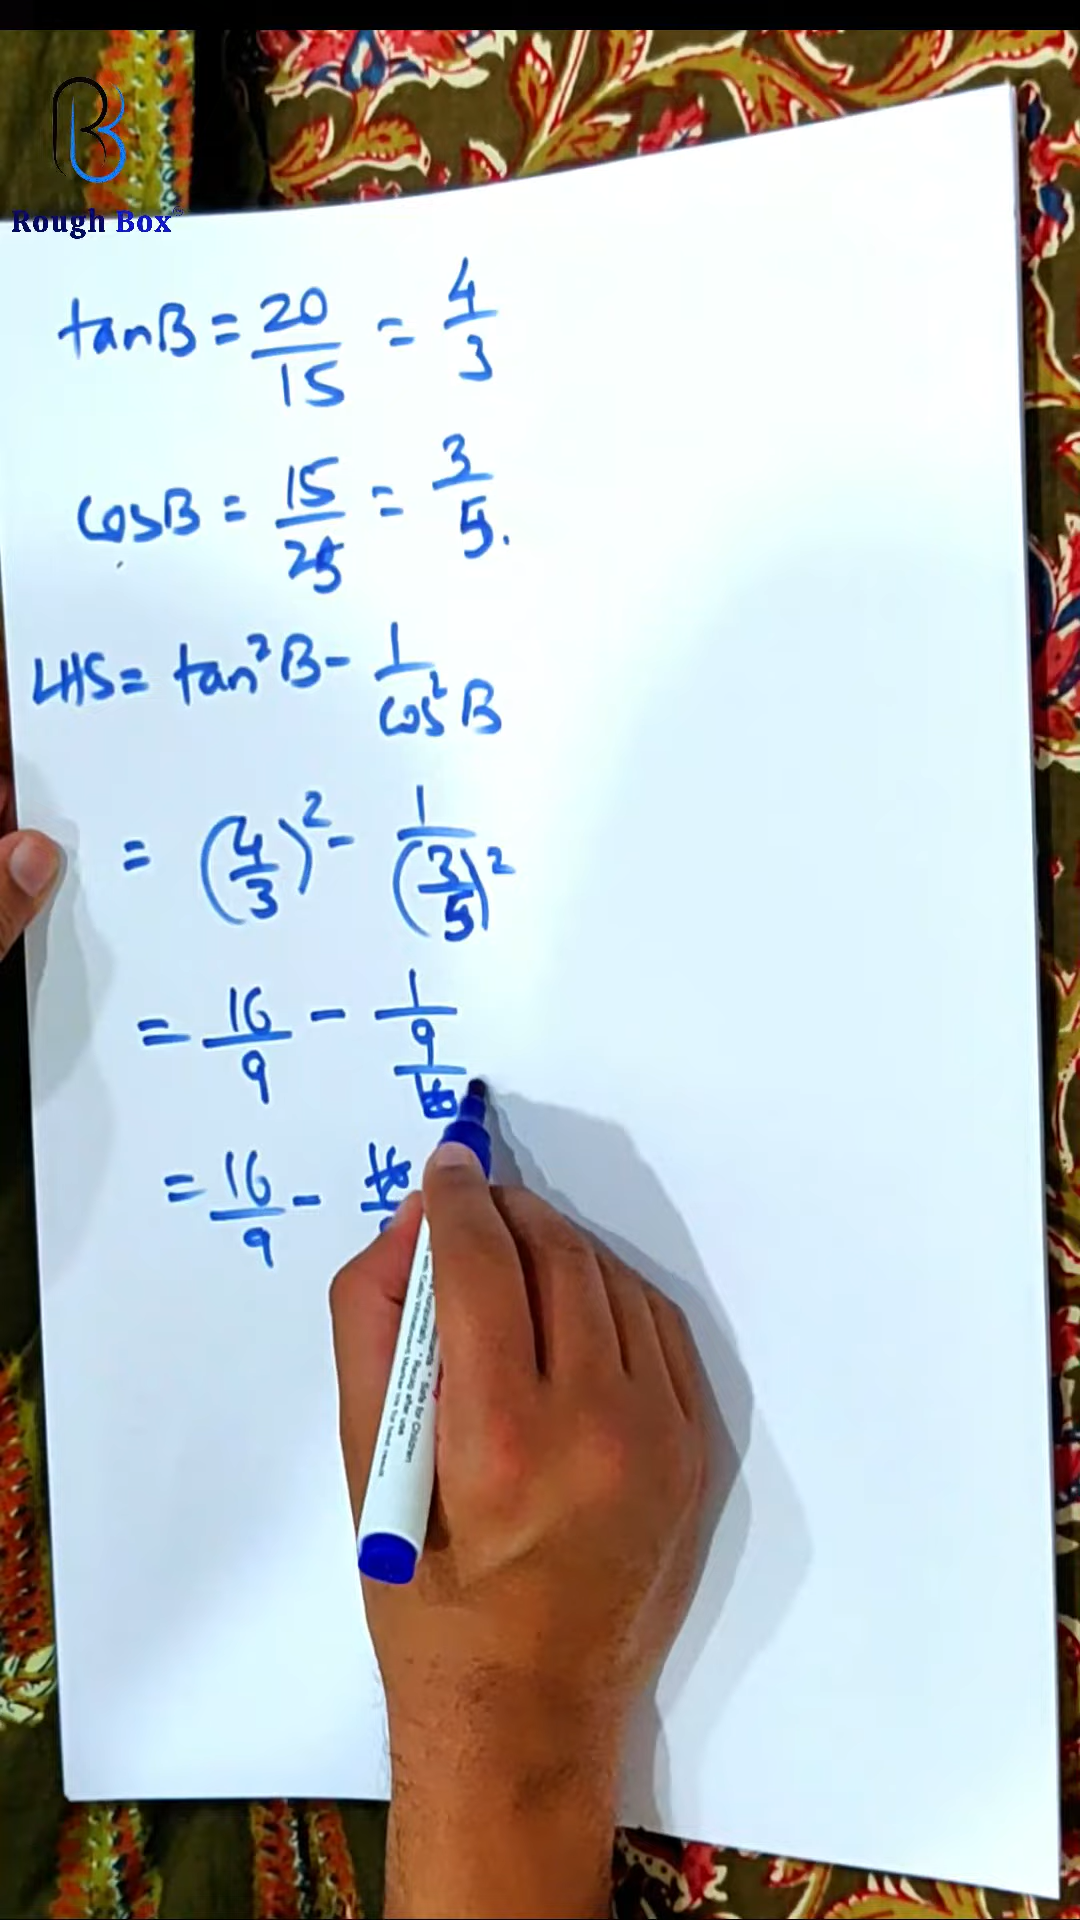 Rough Box
tanB = 20/15 = 4/3
cosB = 15/25 = 3/5.
LHS = tan²B - 1/cos²B
= (4/3)² - 1/(3/5)²
= 16/9 - 1/(9/
= 16/9 -